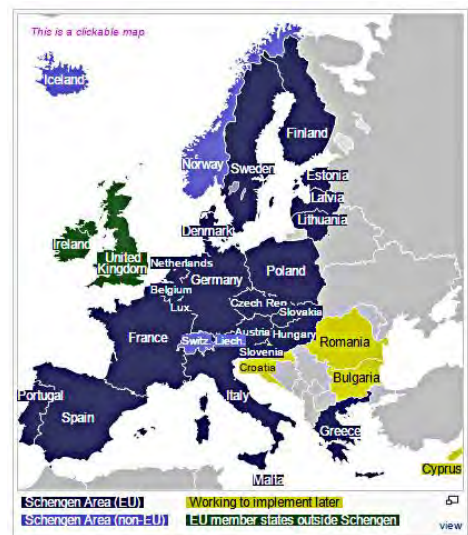 This is a clickable map
Iceland
Finland
Norway
Sweden
Estonia
Latvia
Lithuania
Denmark
Ireland
United
Kingdom
Netherlands
Germany
Poland
Belgium
Lux.
Czech Rep.
Slovakia
France
Austria
Hungary
Switz.
Liech.
Slovenia
Romania
Croatia
Bulgaria
Italy
Portugal
Spain
Greece
Malta
Cyprus
Schengen Area (EU)
Working to implement later
Schengen Area (non-EU)
EU member states outside Schengen
view